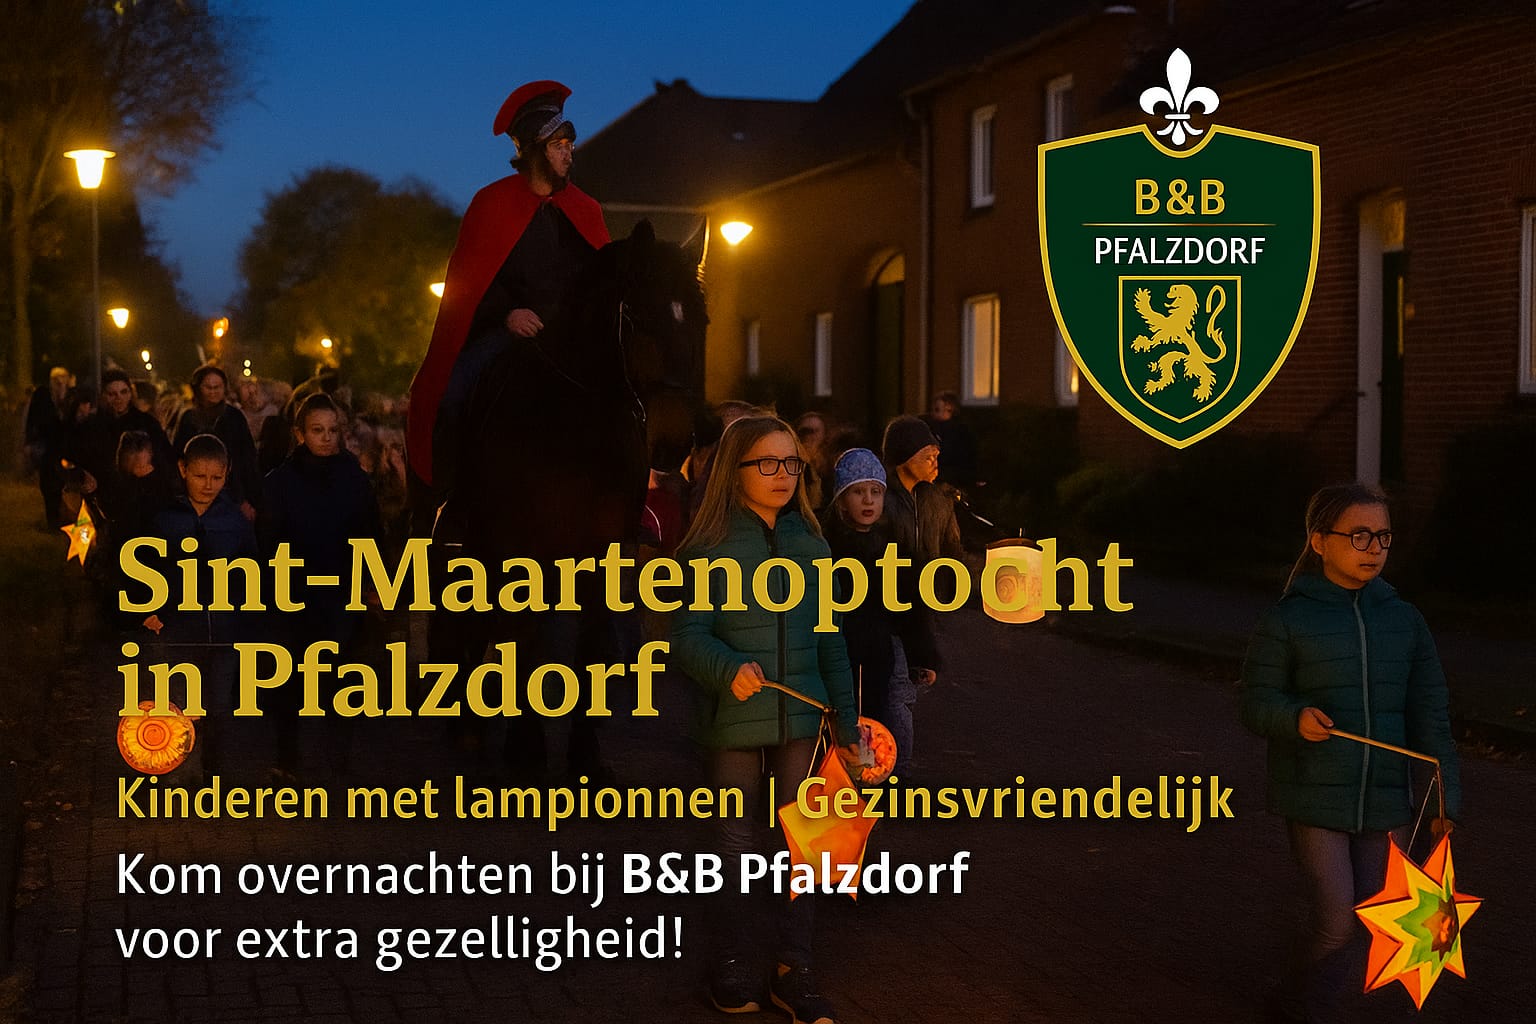 B&B
PFALZDORF
Sint-Maartenoptocht
in Pfalzdorf
Kinderen met lampionnen | Gezinsvriendelijk
Kom overnachten bij B&B Pfalzdorf
voor extra gezelligheid!